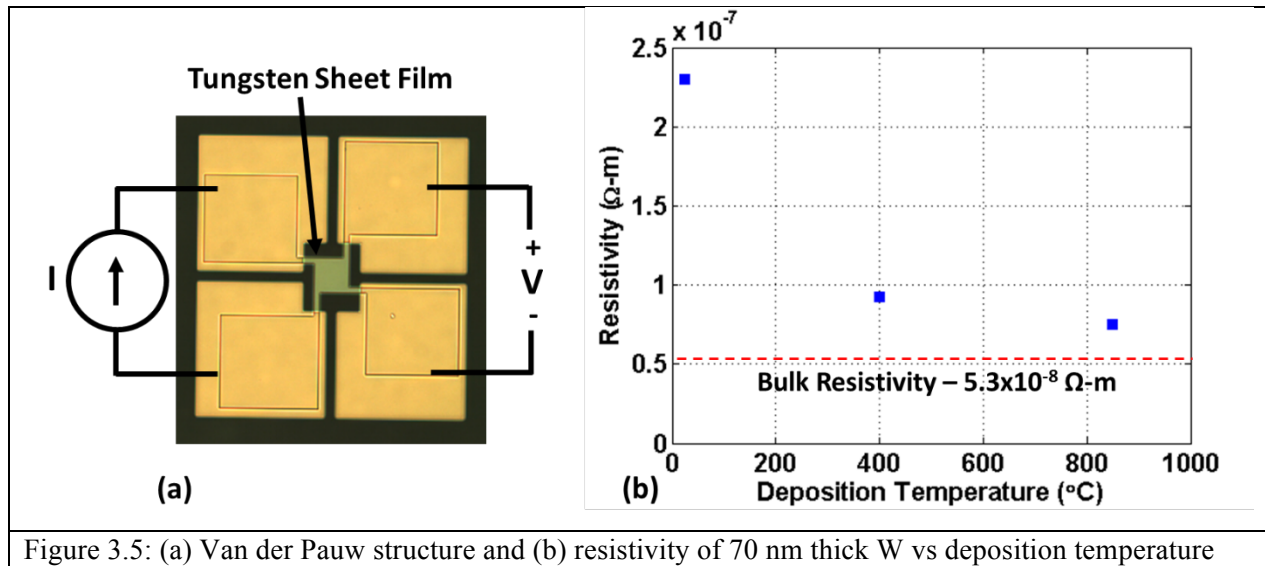 Tungsten Sheet Film
I
+
V
-
(a)
x 10⁻⁷
2.5
2
1.5
1
0.5
0
Resistivity (Ω-m)
Bulk Resistivity – 5.3x10⁻⁸ Ω-m
0 200 400 600 800 1000
(b) Deposition Temperature (°C)
Figure 3.5: (a) Van der Pauw structure and (b) resistivity of 70 nm thick W vs deposition temperature